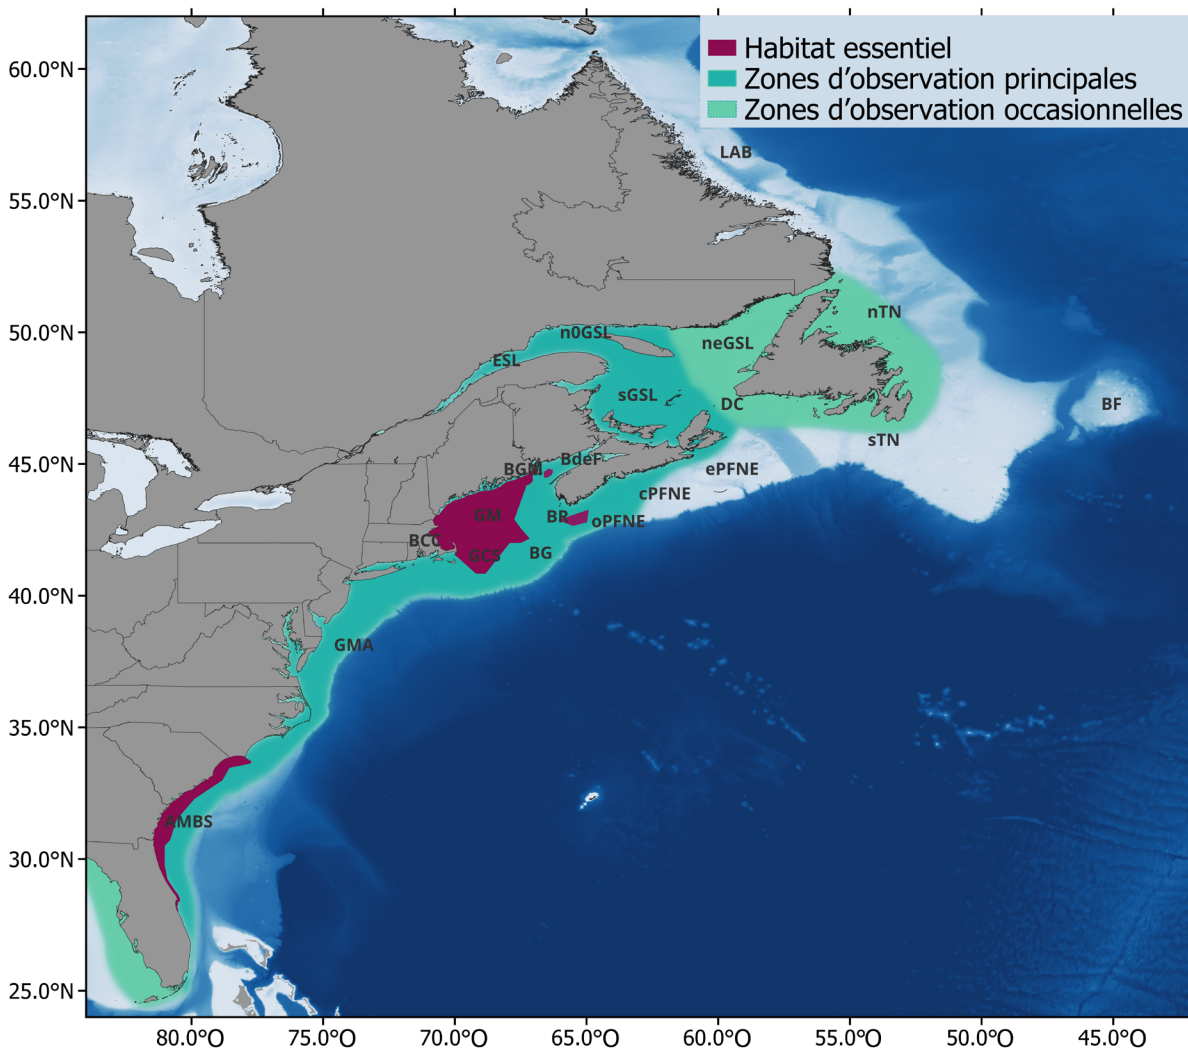 Habitat essentiel
Zones d'observation principales
Zones d'observation occasionnelles
60.0°N
55.0°N
50.0°N
45.0°N
40.0°N
35.0°N
30.0°N
25.0°N
LAB
nTN
n0GSL
neGSL
ESL
sGSL
DC
BF
sTN
BdeF
BGM
ePFNE
cPFNE
GM
BR
oPFNE
BCC
GCS
BG
GMA
AMBS
80.0°O
75.0°O
70.0°O
65.0°O
60.0°O
55.0°O
50.0°O
45.0°O